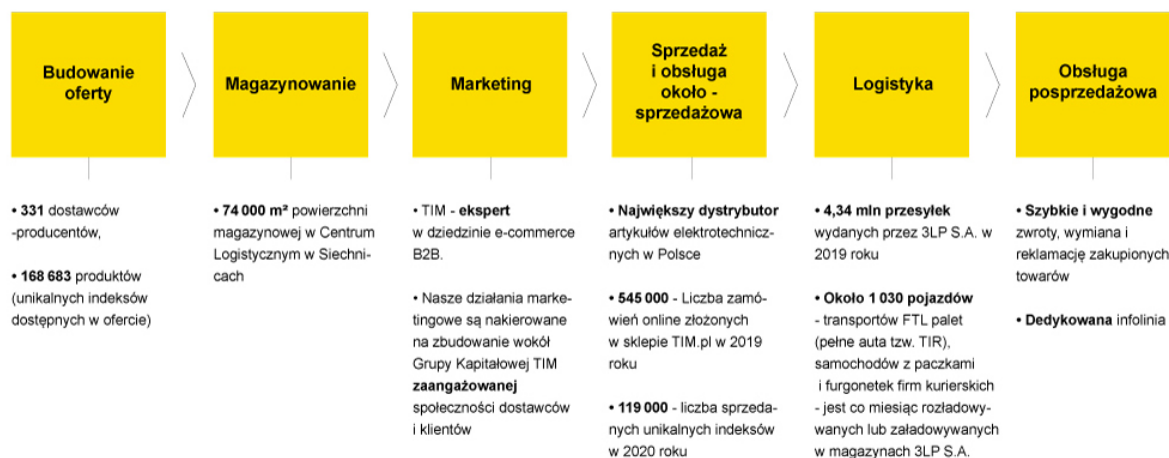 Budowanie
oferty
Magazynowanie
Marketing
Sprzedaż
i obsługa
około -
sprzedażowa
Logistyka
Obsługa
posprzedażowa
• 331 dostawców
-producentów,
• 168 683 produktów
(unikalnych indeksów
dostępnych w ofercie)
• 74 000 m² powierzchni
magazynowej w Centrum
Logistycznym w Siechni-
cach
• TIM - ekspert
w dziedzinie e-commerce
B2B.
• Nasze działania marke-
tingowe są nakierowane
na zbudowanie wokół
Grupy Kapitałowej TIM
zaangażowanej
społeczności dostawców
i klientów
• Największy dystrybutor
artykułów elektrotechnicz-
nych w Polsce
• 545 000 - Liczba zamó-
wień online złożonych
w sklepie TIM.pl w 2019
roku
• 119 000 - liczba sprzeda-
nych unikalnych indeksów
w 2020 roku
• 4,34 mln przesyłek
wydanych przez 3LP S.A. w
2019 roku
• Około 1 030 pojazdów
- transportów FTL palet
(pełne auta tzw. TIR),
samochodów z paczkami
i furgonetek firm kurierskich
- jest co miesiąc rozładowy-
wanych lub załadowywanych
w magazynach 3LP S.A.
• Szybkie i wygodne
zwroty, wymiana i
reklamację zakupionych
towarów
• Dedykowana infolinia